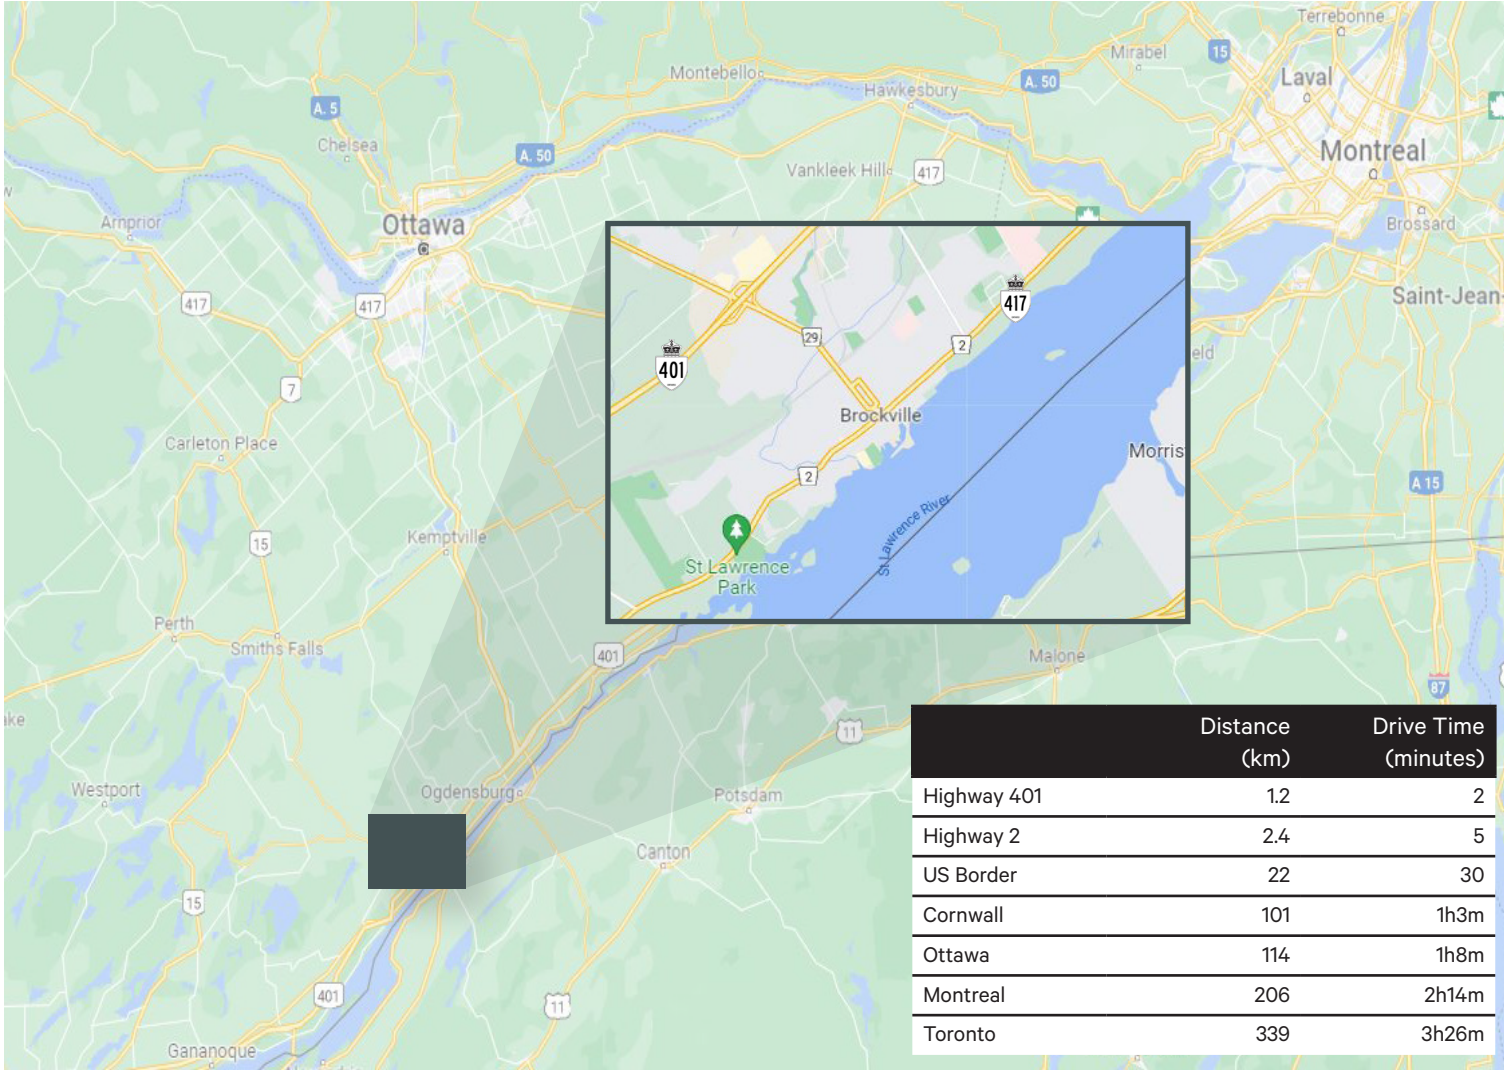 Terrebonne
Mirabel
15
Laval
Montebello
A. 50
Hawkesbury
A. 5
Chelsea
A. 50
Montreal
Vankleek Hill
417
Arnprior
Ottawa
Brossard
417
417
Saint-Jean-
7
eld
Carleton Place
A 15
15
Kemptville
Perth
Smiths Falls
401
Malone
87
ake
11
Westport
Ogdensburg
Potsdam
Canton
15
401
11
Gananoque
417
29
2
401
Brockville
Morris
2
St Lawrence River
St Lawrence
Park
Distance Drive Time
(km) (minutes)
Highway 401 1.2 2
Highway 2 2.4 5
US Border 22 30
Cornwall 101 1h3m
Ottawa 114 1h8m
Montreal 206 2h14m
Toronto 339 3h26m